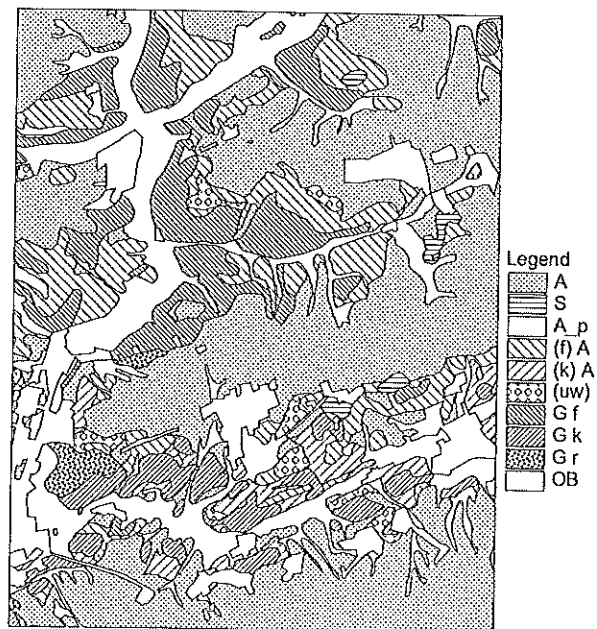 Legend
A
S
A_p
(f) A
(k) A
(uw)
G f
G k
G r
OB